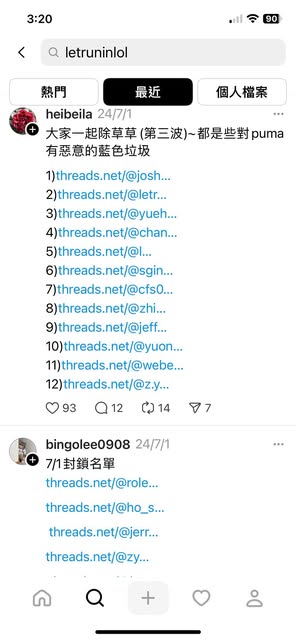 3:20
90
letruninlol
熱門
最近
個人檔案
heibeila 24/7/1
大家一起除草草 (第三波)~ 都是些對puma
有惡意的藍色垃圾
1)threads.net/@josh...
2)threads.net/@letr...
3)threads.net/@yueh...
4)threads.net/@chan...
5)threads.net/@l...
6)threads.net/@sgin...
7)threads.net/@cfs0...
8)threads.net/@zhi...
9)threads.net/@jeff...
10)threads.net/@yuon...
11)threads.net/@webe...
12)threads.net/@z.y...
93 12 14 7
bingolee0908 24/7/1
7/1封鎖名單
threads.net/@role...
threads.net/@ho_s...
threads.net/@jerr...
threads.net/@zy...